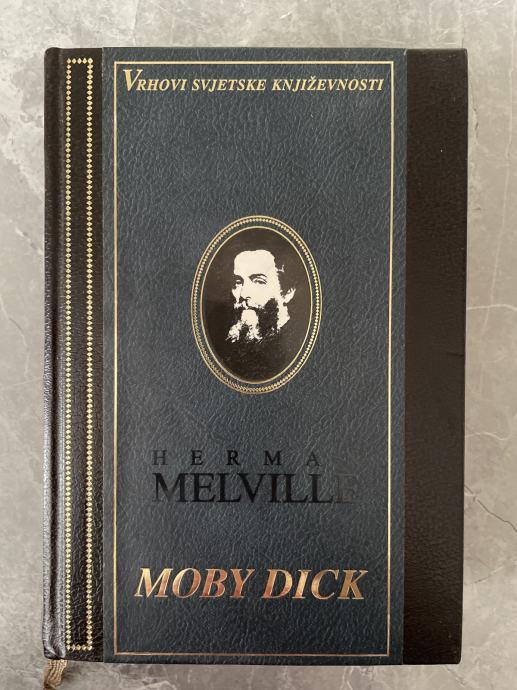 VRHOVI SVJETSKE KNJIŽEVNOSTI
HERMA
MELVILLE
MOBY DICK